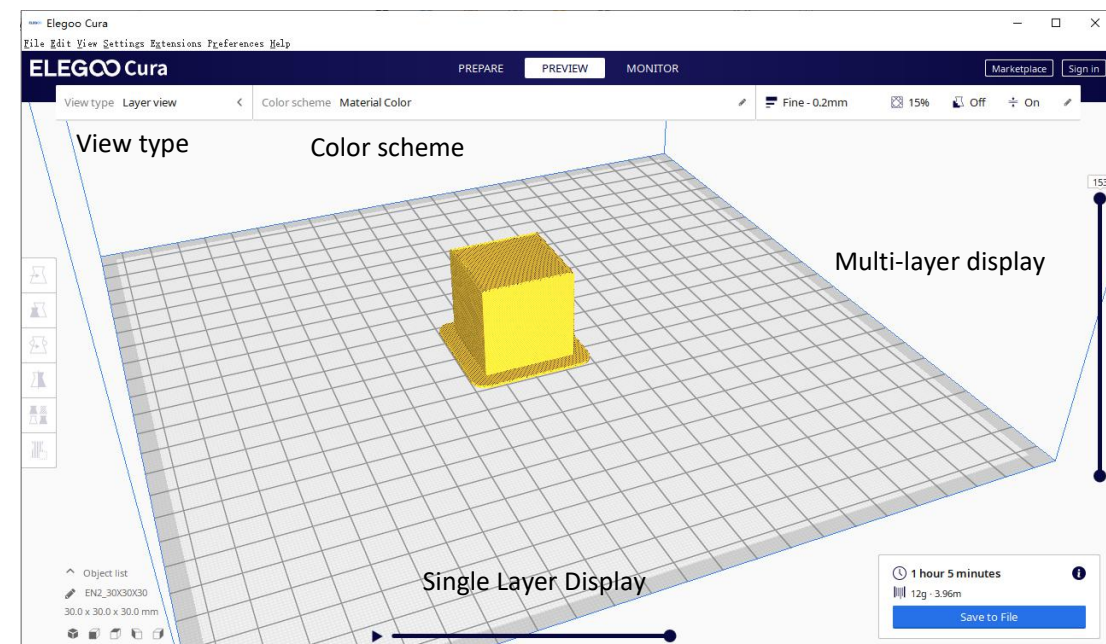 Elegoo Cura
File Edit View Settings Extensions Preferences Help
ELEGOO Cura
PREPARE PREVIEW MONITOR
Marketplace Sign in
View type Layer view
Color scheme Material Color
Fine - 0.2mm 15% Off On
View type
Color scheme
153
Multi-layer display
Object list
EN2_30X30X30
30.0 x 30.0 x 30.0 mm
Single Layer Display
1 hour 5 minutes
12g · 3.96m
Save to File